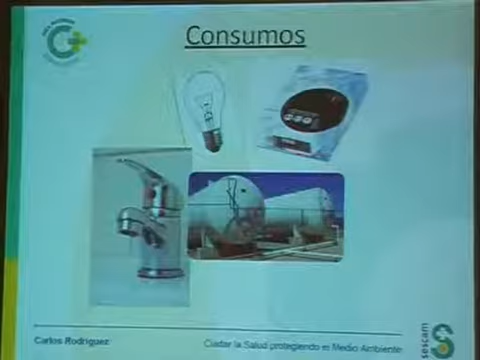 Consumos
Carlos Rodríguez
Cuidar la Salud protegiendo el Medio Ambiente
sescam